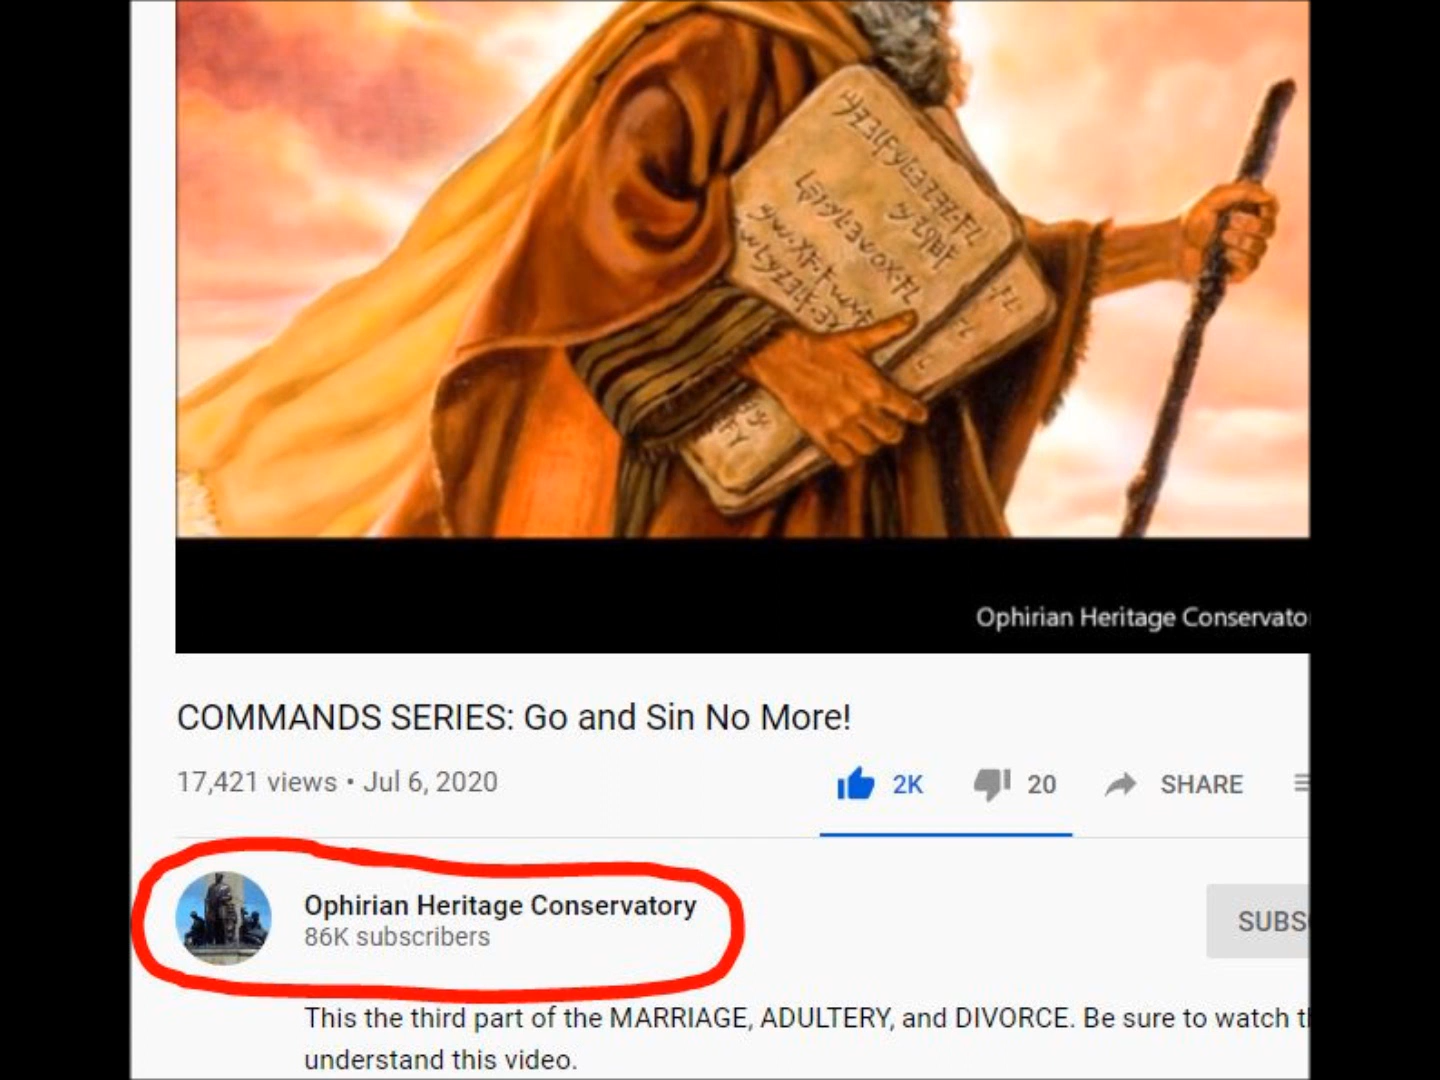 Ophirian Heritage Conservato
COMMANDS SERIES: Go and Sin No More!
17,421 views • Jul 6, 2020
2K
20
SHARE
Ophirian Heritage Conservatory
86K subscribers
SUBS
This the third part of the MARRIAGE, ADULTERY, and DIVORCE. Be sure to watch t
understand this video.